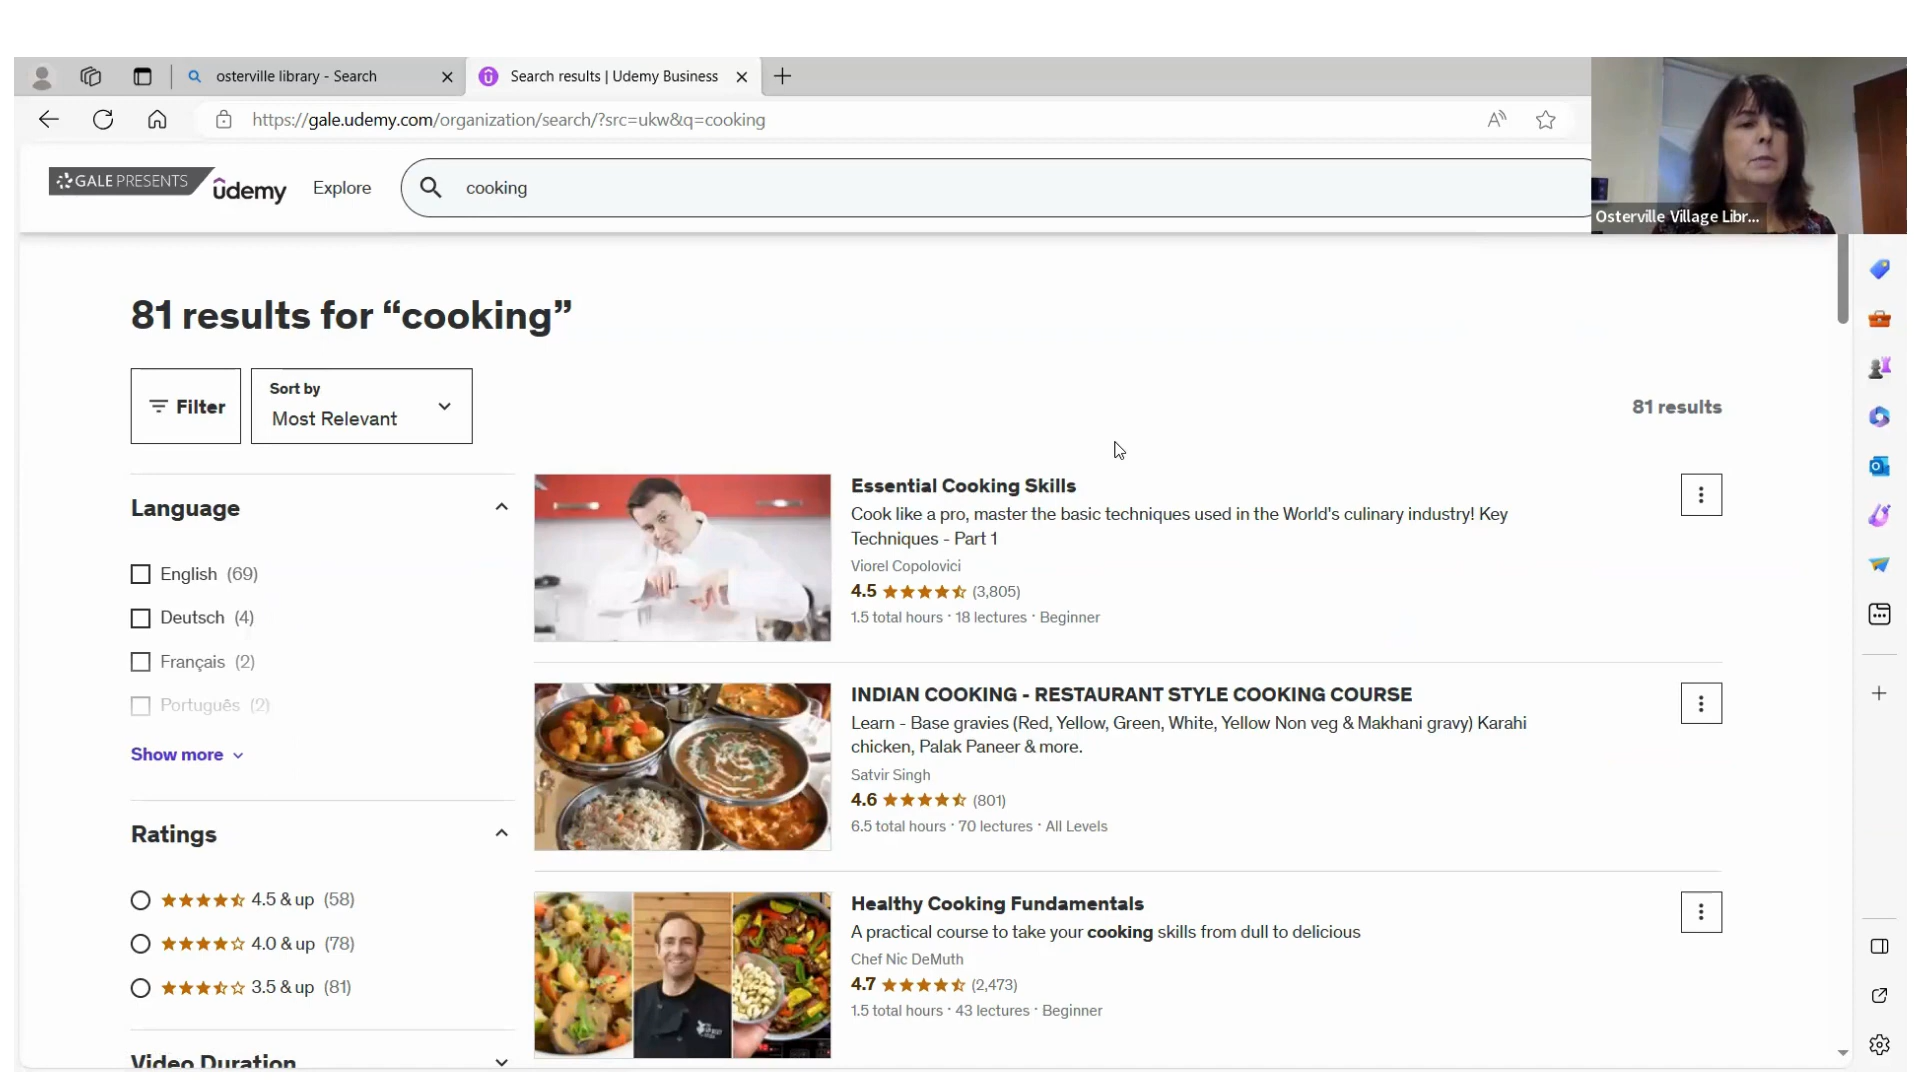 osterville library - Search
Search results | Udemy Business
https://gale.udemy.com/organization/search/?src=ukw&q=cooking
GALE PRESENTS
ûdemy
Explore
cooking
Osterville Village Libr...
81 results for “cooking”
Filter
Sort by
Most Relevant
81 results
Language
English (69)
Deutsch (4)
Français (2)
Português (2)
Show more
Ratings
4.5 & up (58)
4.0 & up (78)
3.5 & up (81)
Video Duration
Essential Cooking Skills
Cook like a pro, master the basic techniques used in the World's culinary industry! Key
Techniques - Part 1
Viorel Copolovici
4.5 (3,805)
1.5 total hours · 18 lectures · Beginner
INDIAN COOKING - RESTAURANT STYLE COOKING COURSE
Learn - Base gravies (Red, Yellow, Green, White, Yellow Non veg & Makhani gravy) Karahi
chicken, Palak Paneer & more.
Satvir Singh
4.6 (801)
6.5 total hours · 70 lectures · All Levels
Healthy Cooking Fundamentals
A practical course to take your cooking skills from dull to delicious
Chef Nic DeMuth
4.7 (2,473)
1.5 total hours · 43 lectures · Beginner